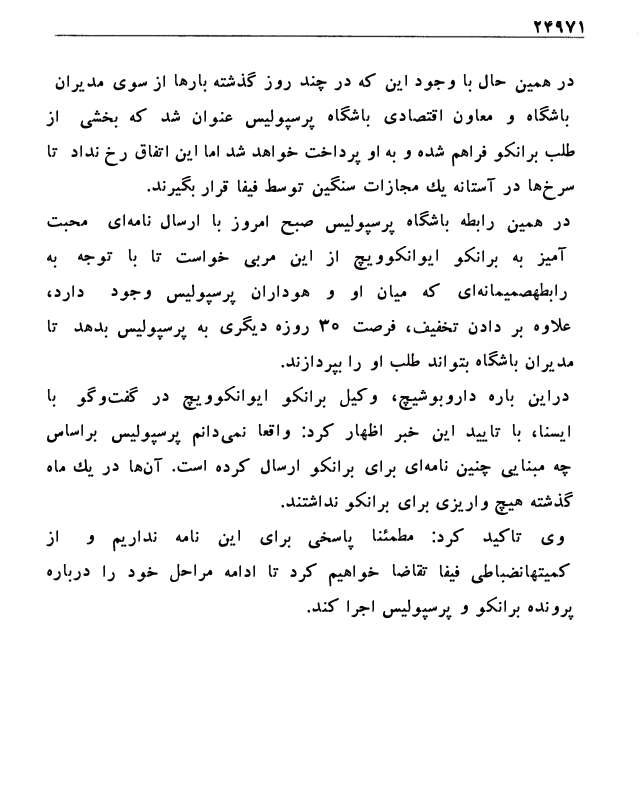 ۲۴۹۷۱
در همین حال با وجود این که در چند روز گذشته بارها از سوی مدیران
باشگاه و معاون اقتصادی باشگاه پرسپولیس عنوان شد که بخشی از
طلب برانکو فراهم شده و به او پرداخت خواهد شد اما این اتفاق رخ نداد تا
سرخ‌ها در آستانه یك مجازات سنگین توسط فیفا قرار بگیرند.
در همین رابطه باشگاه پرسپولیس صبح امروز با ارسال نامه‌ای محبت
آمیز به برانکو ایوانکوویچ از این مربی خواست تا با توجه به
رابطهصمیمانه‌ای که میان او و هوداران پرسپولیس وجود دارد،
علاوه بر دادن تخفیف، فرصت ۳۰ روزه دیگری به پرسپولیس بدهد تا
مدیران باشگاه بتواند طلب او را بپردازند.
دراین باره داروبوشیچ، وکیل برانکو ایوانکوویچ در گفت‌وگو با
ایسنا، با تایید این خبر اظهار کرد: واقعا نمی‌دانم پرسپولیس براساس
چه مبنایی چنین نامه‌ای برای برانکو ارسال کرده است. آن‌ها در یك ماه
گذشته هیچ واریزی برای برانکو نداشتند.
وی تاکید کرد: مطمئنا پاسخی برای این نامه نداریم و از
کمیتهانضباطی فیفا تقاضا خواهیم کرد تا ادامه مراحل خود را درباره
پرونده برانکو و پرسپولیس اجرا کند.